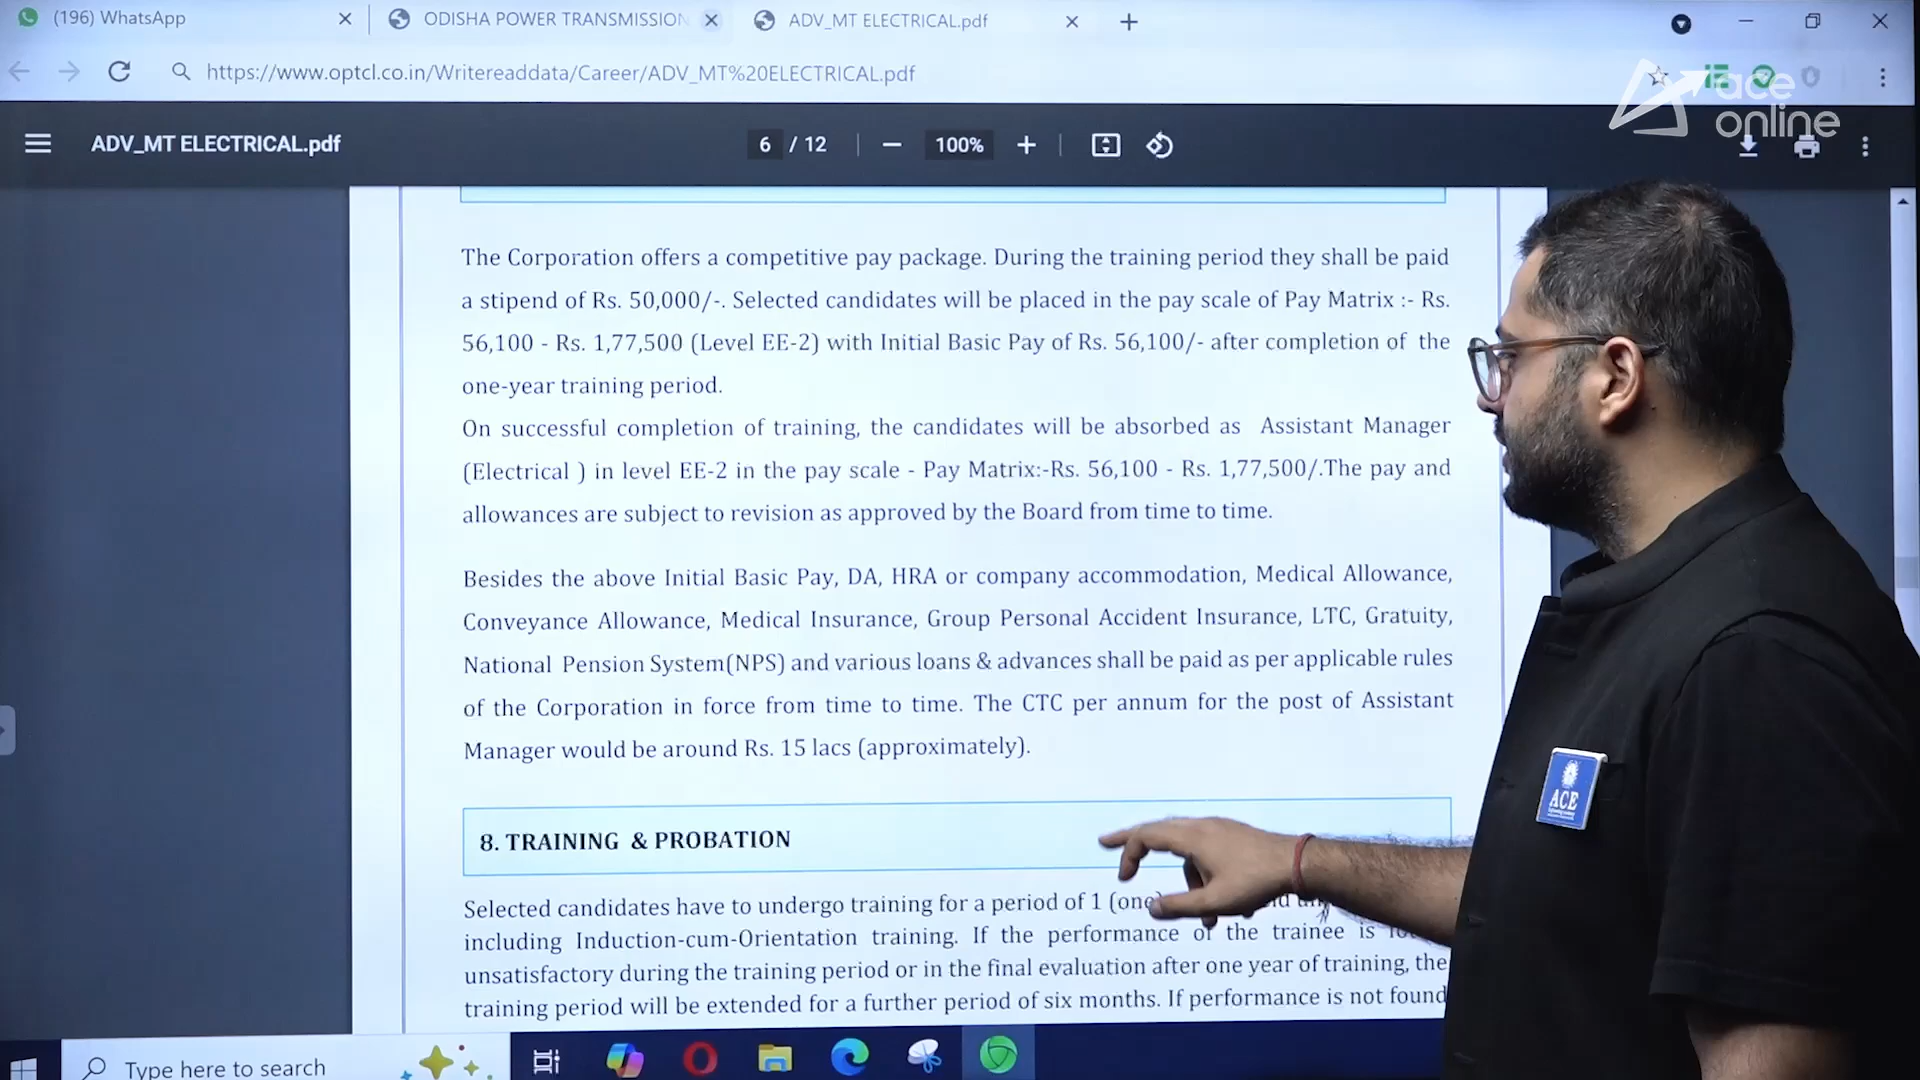 (196) WhatsApp
ODISHA POWER TRANSMISSION
ADV_MT ELECTRICAL.pdf
https://www.optcl.co.in/Writereaddata/Career/ADV_MT%20ELECTRICAL.pdf
ace
online
ADV_MT ELECTRICAL.pdf
6 / 12
100%
The Corporation offers a competitive pay package. During the training period they shall be paid
a stipend of Rs. 50,000/-. Selected candidates will be placed in the pay scale of Pay Matrix :- Rs.
56,100 - Rs. 1,77,500 (Level EE-2) with Initial Basic Pay of Rs. 56,100/- after completion of the
one-year training period.
On successful completion of training, the candidates will be absorbed as Assistant Manager
(Electrical ) in level EE-2 in the pay scale - Pay Matrix:-Rs. 56,100 - Rs. 1,77,500/.The pay and
allowances are subject to revision as approved by the Board from time to time.
Besides the above Initial Basic Pay, DA, HRA or company accommodation, Medical Allowance,
Conveyance Allowance, Medical Insurance, Group Personal Accident Insurance, LTC, Gratuity,
National Pension System(NPS) and various loans & advances shall be paid as per applicable rules
of the Corporation in force from time to time. The CTC per annum for the post of Assistant
Manager would be around Rs. 15 lacs (approximately).
8. TRAINING & PROBATION
Selected candidates have to undergo training for a period of 1 (one)
including Induction-cum-Orientation training. If the performance of the trainee is
unsatisfactory during the training period or in the final evaluation after one year of training, the
training period will be extended for a further period of six months. If performance is not found
ACE
Type here to search